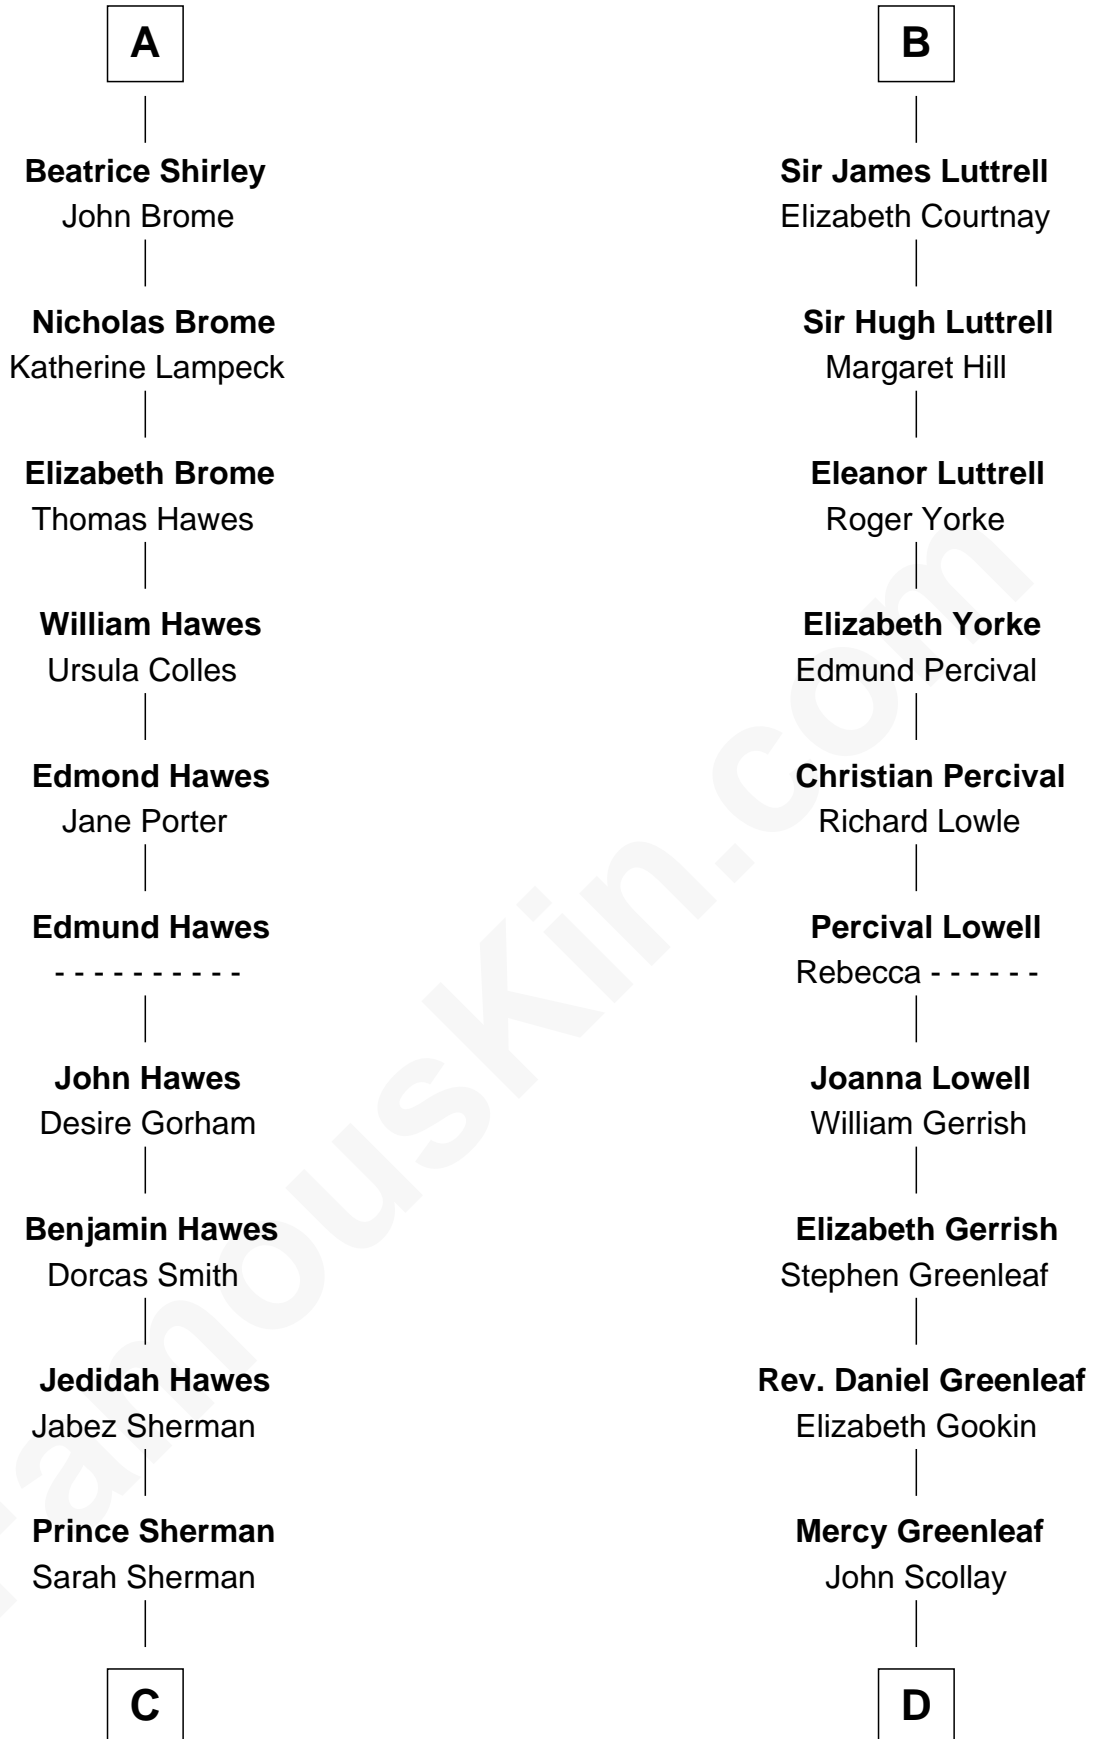 A
Beatrice Shirley
John Brome
Nicholas Brome
Katherine Lampeck
Elizabeth Brome
Thomas Hawes
William Hawes
Ursula Colles
Edmond Hawes
Jane Porter
Edmund Hawes
- - - - - - - - - -
John Hawes
Desire Gorham
Benjamin Hawes
Dorcas Smith
Jedidah Hawes
Jabez Sherman
Prince Sherman
Sarah Sherman
C
B
Sir James Luttrell
Elizabeth Courtnay
Sir Hugh Luttrell
Margaret Hill
Eleanor Luttrell
Roger Yorke
Elizabeth Yorke
Edmund Percival
Christian Percival
Richard Lowle
Percival Lowell
Rebecca - - - - - -
Joanna Lowell
William Gerrish
Elizabeth Gerrish
Stephen Greenleaf
Rev. Daniel Greenleaf
Elizabeth Gookin
Mercy Greenleaf
John Scollay
D
FamousKin.com